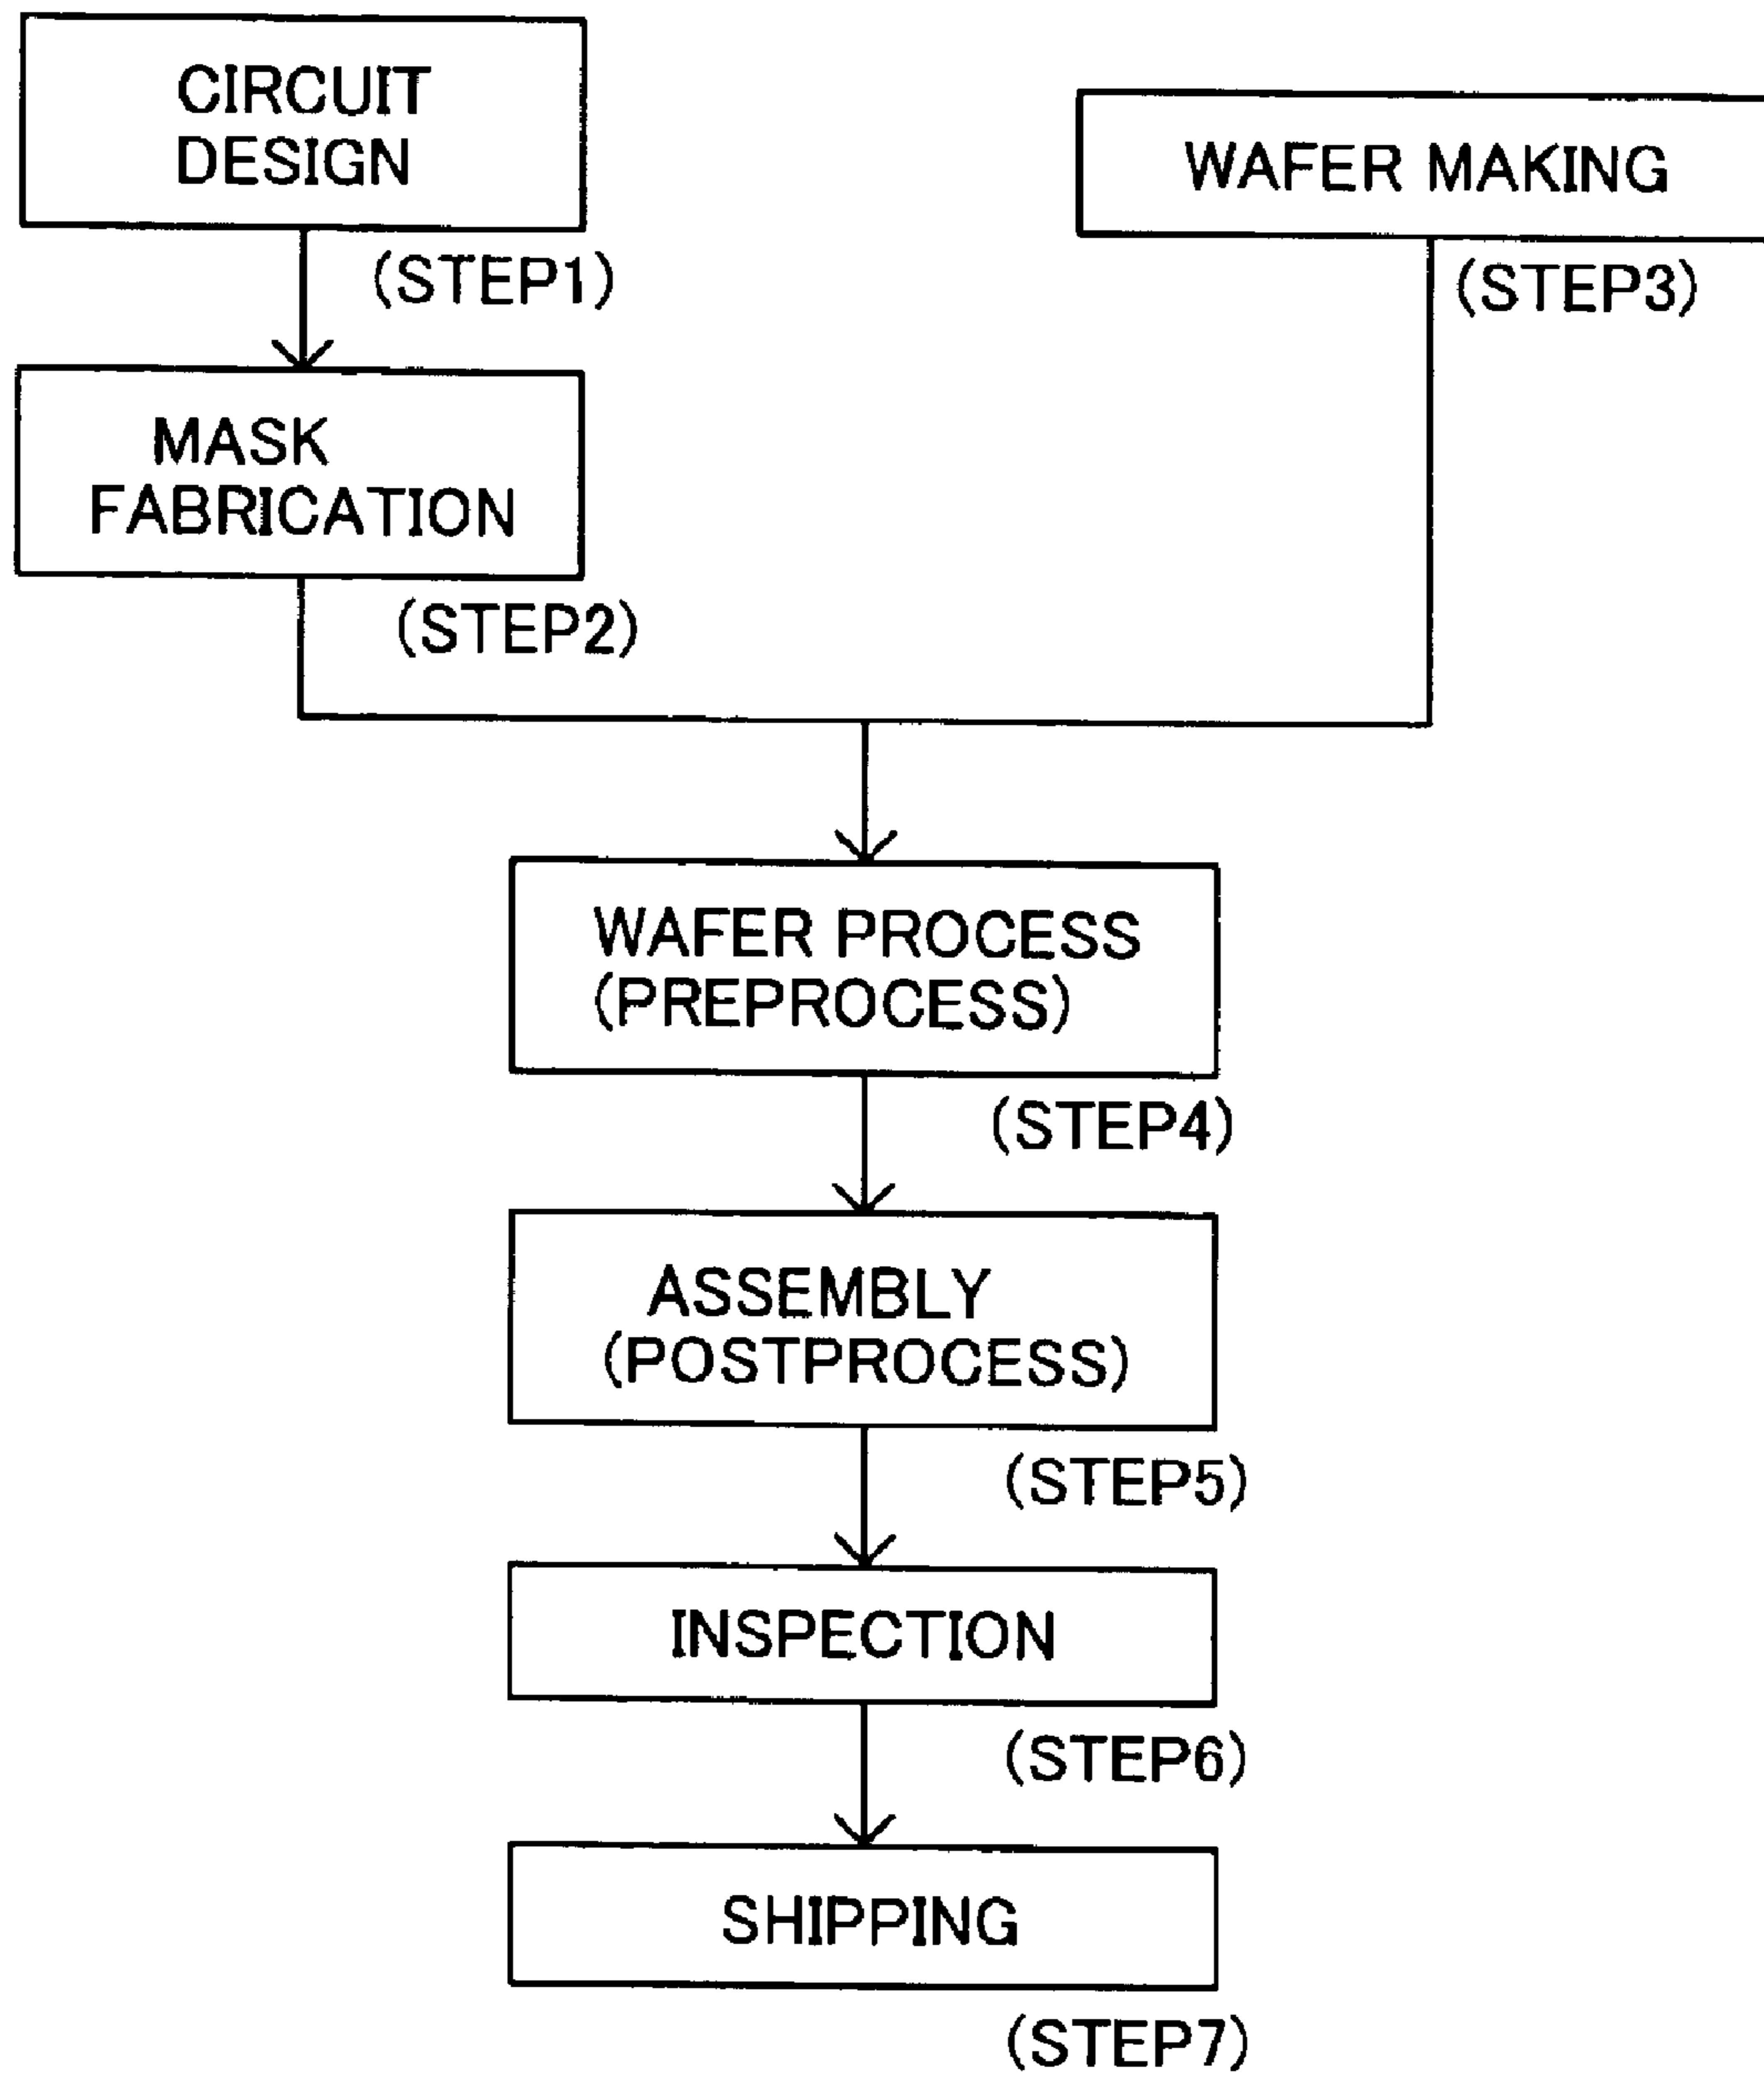 CIRCUIT
DESIGN
(STEP1)
WAFER MAKING
(STEP3)
MASK
FABRICATION
(STEP2)
WAFER PROCESS
(PREPROCESS)
(STEP4)
ASSEMBLY
(POSTPROCESS)
(STEP5)
INSPECTION
(STEP6)
SHIPPING
(STEP7)